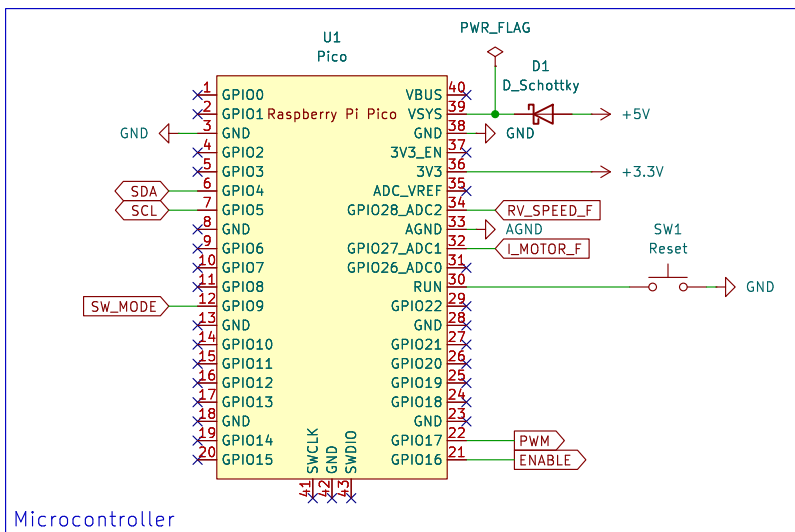 PWR_FLAG
U1
Pico
D1
D_Schottky
1 GPIO0 VBUS 40
2 GPIO1 Raspberry Pi Pico VSYS 39 +5V
GND 3 GND GND 38 GND
4 GPIO2 3V3_EN 37
5 GPIO3 3V3 36 +3.3V
SDA 6 GPIO4 ADC_VREF 35
SCL 7 GPIO5 GPIO28_ADC2 34 RV_SPEED_F
8 GND AGND 33 AGND
SW1
9 GPIO6 GPIO27_ADC1 32 I_MOTOR_F
Reset
10 GPIO7 GPIO26_ADC0 31
11 GPIO8 RUN 30 GND
SW_MODE 12 GPIO9 GPIO22 29
13 GND GND 28
14 GPIO10 GPIO21 27
15 GPIO11 GPIO20 26
16 GPIO12 GPIO19 25
17 GPIO13 GPIO18 24
18 GND GND 23
19 GPIO14 GPIO17 22 PWM
20 GPIO15 GPIO16 21 ENABLE
SWCLK GND SWDIO
41 42 43
Microcontroller